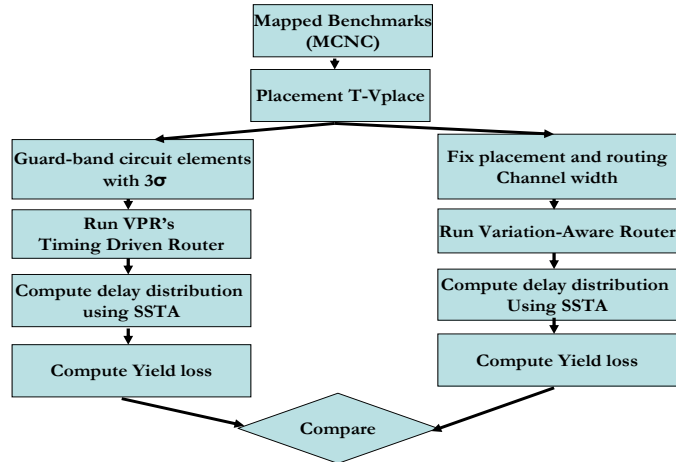 Mapped Benchmarks
(MCNC)
Placement T-Vplace
Guard-band circuit elements
with 3σ
Run VPR's
Timing Driven Router
Compute delay distribution
using SSTA
Compute Yield loss
Fix placement and routing
Channel width
Run Variation-Aware Router
Compute delay distribution
Using SSTA
Compute Yield loss
Compare